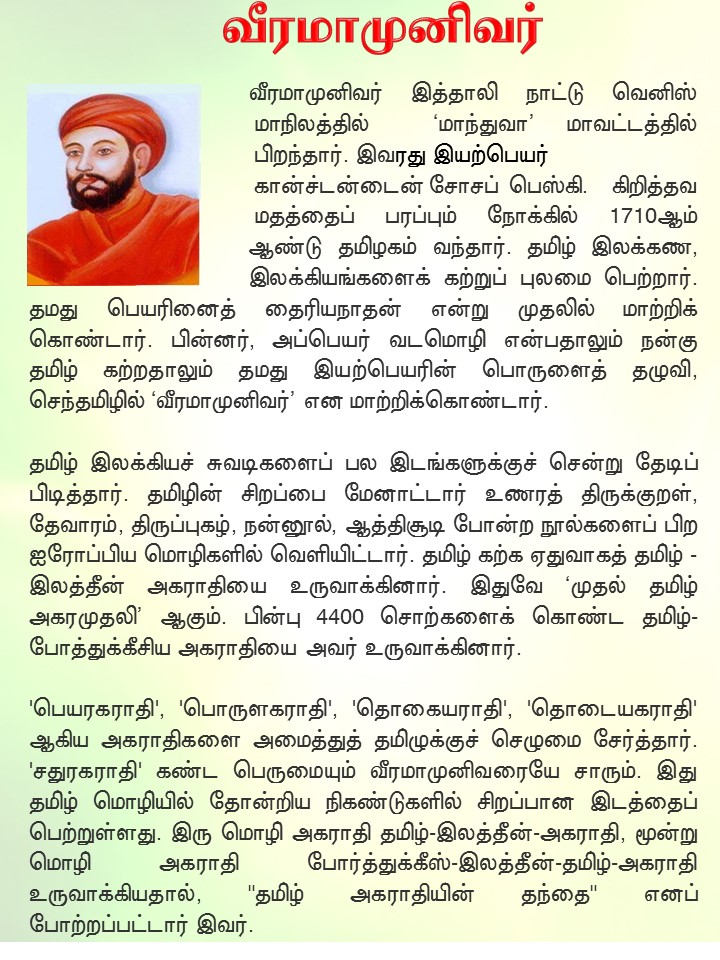 வீரமாமுனிவர்
வீரமாமுனிவர் இத்தாலி நாட்டு வெனிஸ்
மாநிலத்தில் ‘மாந்துவா’ மாவட்டத்தில்
பிறந்தார். இவரது இயற்பெயர்
கான்ச்டன்டைன் சோசப் பெஸ்கி. கிறித்தவ
மதத்தைப் பரப்பும் நோக்கில் 1710ஆம்
ஆண்டு தமிழகம் வந்தார். தமிழ் இலக்கண,
இலக்கியங்களைக் கற்றுப் புலமை பெற்றார்.
தமது பெயரினைத் தைரியநாதன் என்று முதலில் மாற்றிக்
கொண்டார். பின்னர், அப்பெயர் வடமொழி என்பதாலும் நன்கு
தமிழ் கற்றதாலும் தமது இயற்பெயரின் பொருளைத் தழுவி,
செந்தமிழில் ‘வீரமாமுனிவர்’ என மாற்றிக்கொண்டார்.
தமிழ் இலக்கியச் சுவடிகளைப் பல இடங்களுக்குச் சென்று தேடிப்
பிடித்தார். தமிழின் சிறப்பை மேனாட்டார் உணரத் திருக்குறள்,
தேவாரம், திருப்புகழ், நன்னூல், ஆத்திசூடி போன்ற நூல்களைப் பிற
ஐரோப்பிய மொழிகளில் வெளியிட்டார். தமிழ் கற்க ஏதுவாகத் தமிழ் -
இலத்தீன் அகராதியை உருவாக்கினார். இதுவே ‘முதல் தமிழ்
அகரமுதலி’ ஆகும். பின்பு 4400 சொற்களைக் கொண்ட தமிழ்-
போத்துக்கீசிய அகராதியை அவர் உருவாக்கினார்.
'பெயரகராதி', 'பொருளகராதி', 'தொகையராதி', 'தொடையகராதி'
ஆகிய அகராதிகளை அமைத்துத் தமிழுக்குச் செழுமை சேர்த்தார்.
'சதுரகராதி' கண்ட பெருமையும் வீரமாமுனிவரையே சாரும். இது
தமிழ் மொழியில் தோன்றிய நிகண்டுகளில் சிறப்பான இடத்தைப்
பெற்றுள்ளது. இரு மொழி அகராதி தமிழ்-இலத்தீன்-அகராதி, மூன்று
மொழி அகராதி போர்த்துக்கீஸ்-இலத்தீன்-தமிழ்-அகராதி
உருவாக்கியதால், "தமிழ் அகராதியின் தந்தை" எனப்
போற்றப்பட்டார் இவர்.